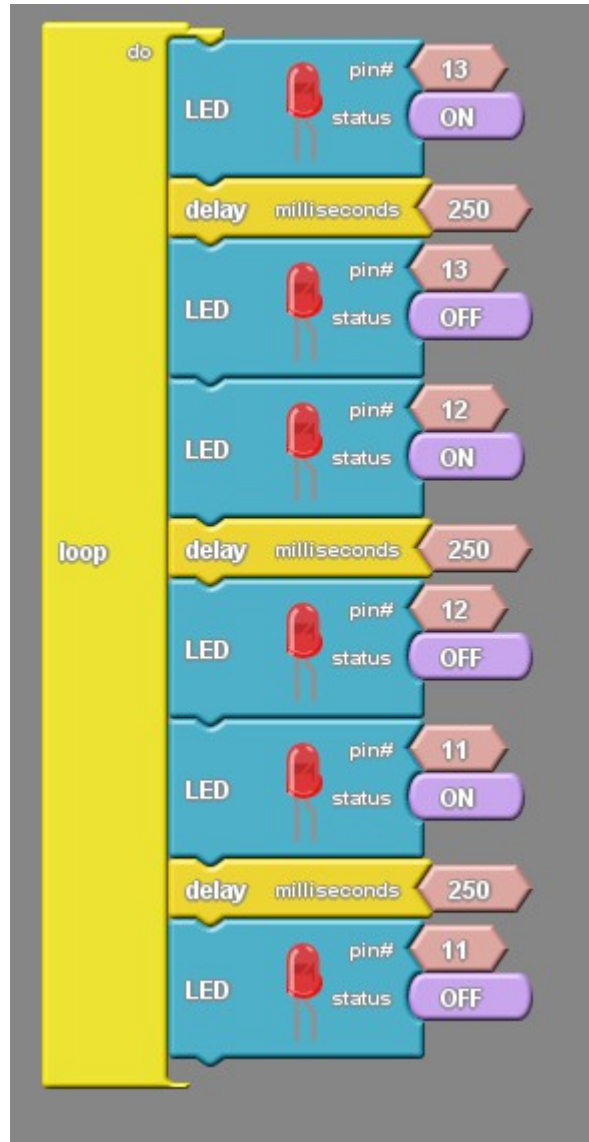 do
pin# 13
LED
status ON
delay milliseconds 250
pin# 13
LED
status OFF
pin# 12
LED
status ON
loop
delay milliseconds 250
pin# 12
LED
status OFF
pin# 11
LED
status ON
delay milliseconds 250
pin# 11
LED
status OFF